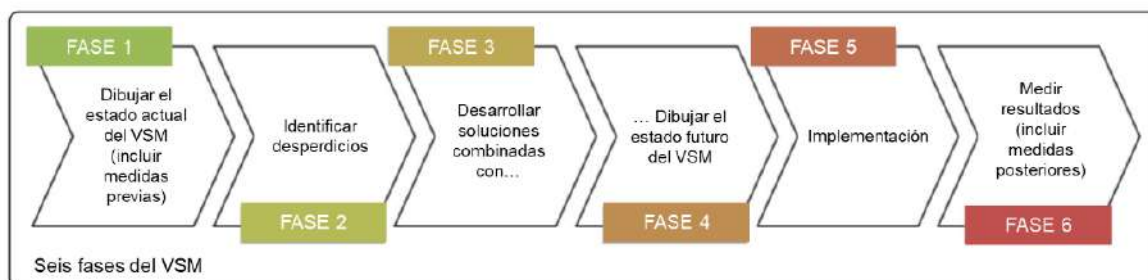 FASE 1
Dibujar el
estado actual
del VSM
(incluir
medidas
previas)
Identificar
desperdicios
FASE 2
FASE 3
Desarrollar
soluciones
combinadas
con...
... Dibujar el
estado futuro
del VSM
FASE 4
FASE 5
Implementación
Medir
resultados
(incluir
medidas
posteriores)
FASE 6
Seis fases del VSM